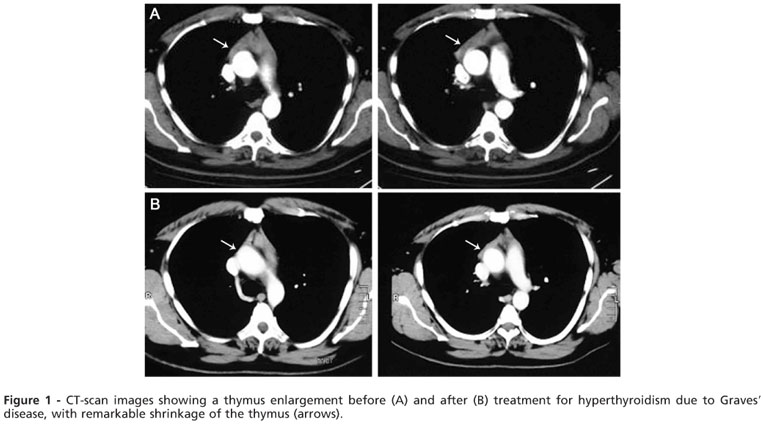 A
B
Figure 1 - CT-scan images showing a thymus enlargement before (A) and after (B) treatment for hyperthyroidism due to Graves’
disease, with remarkable shrinkage of the thymus (arrows).